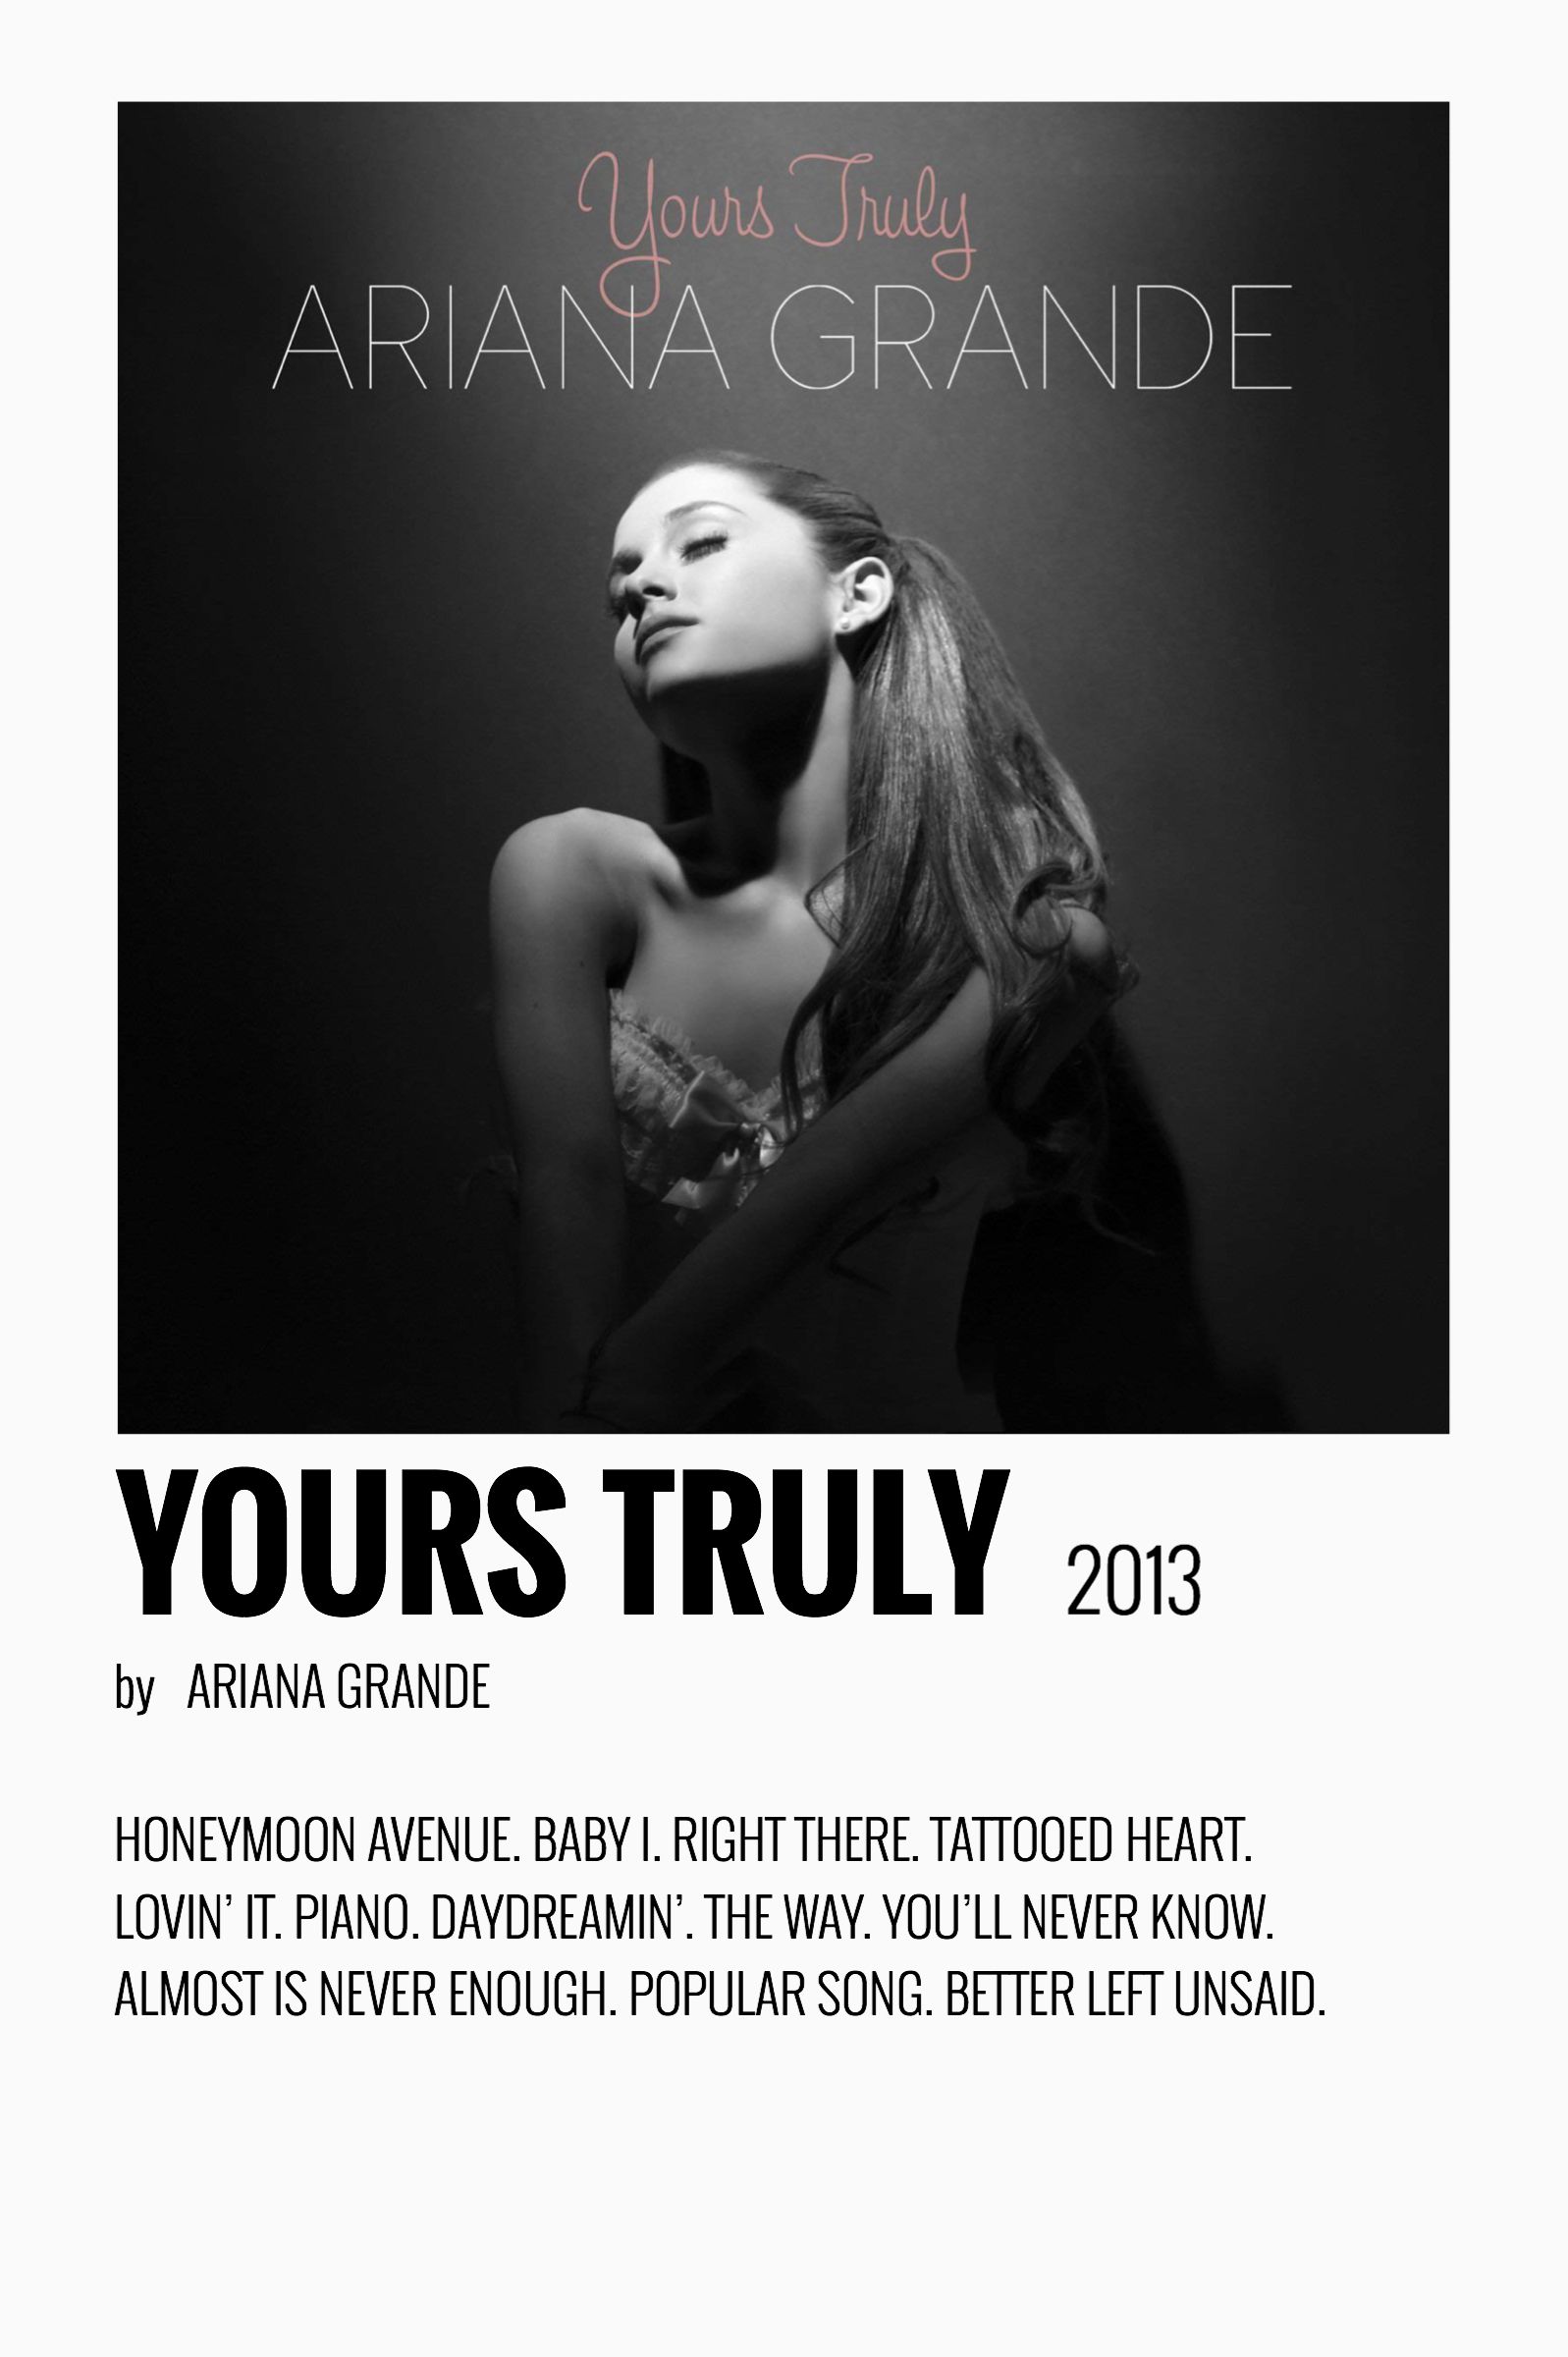 Yours Truly
ARIANA GRANDE
YOURS TRULY 2013
by ARIANA GRANDE
HONEYMOON AVENUE. BABY I. RIGHT THERE. TATTOOED HEART.
LOVIN’ IT. PIANO. DAYDREAMIN’. THE WAY. YOU’LL NEVER KNOW.
ALMOST IS NEVER ENOUGH. POPULAR SONG. BETTER LEFT UNSAID.